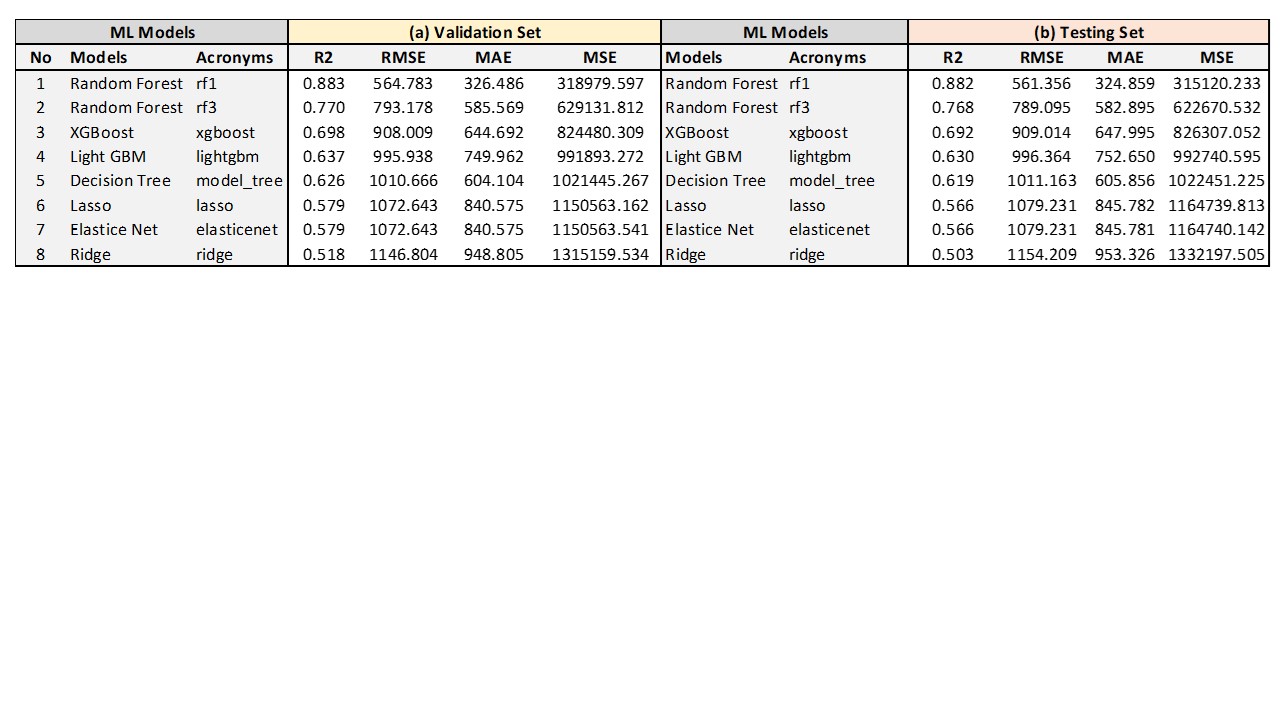 ML Models (a) Validation Set ML Models (b) Testing Set
No Models Acronyms R2 RMSE MAE MSE Models Acronyms R2 RMSE MAE MSE
1 Random Forest rf1 0.883 564.783 326.486 318979.597 Random Forest rf1 0.882 561.356 324.859 315120.233
2 Random Forest rf3 0.770 793.178 585.569 629131.812 Random Forest rf3 0.768 789.095 582.895 622670.532
3 XGBoost xgboost 0.698 908.009 644.692 824480.309 XGBoost xgboost 0.692 909.014 647.995 826307.052
4 Light GBM lightgbm 0.637 995.938 749.962 991893.272 Light GBM lightgbm 0.630 996.364 752.650 992740.595
5 Decision Tree model_tree 0.626 1010.666 604.104 1021445.267 Decision Tree model_tree 0.619 1011.163 605.856 1022451.225
6 Lasso lasso 0.579 1072.643 840.575 1150563.162 Lasso lasso 0.566 1079.231 845.782 1164739.813
7 Elastice Net elasticenet 0.579 1072.643 840.575 1150563.541 Elastice Net elasticenet 0.566 1079.231 845.781 1164740.142
8 Ridge ridge 0.518 1146.804 948.805 1315159.534 Ridge ridge 0.503 1154.209 953.326 1332197.505